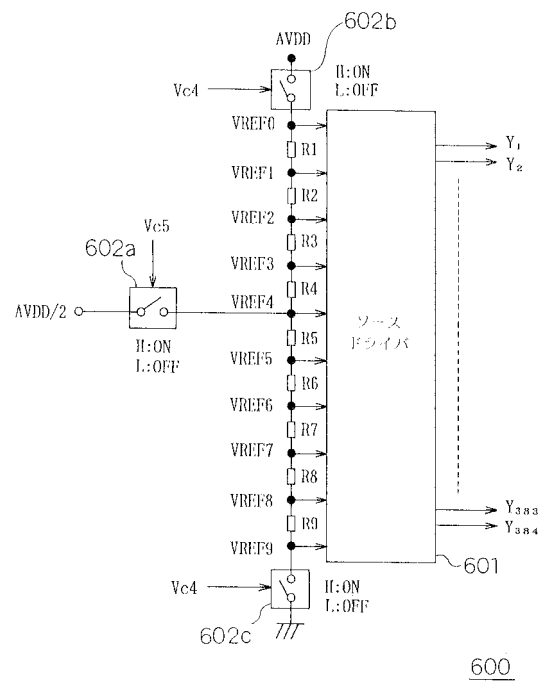 602b
AVDD
Vc4
H:ON
L:OFF
VREF0
R1
Y₁
VREF1
Y₂
R2
VREF2
Vc5
R3
602a
VREF3
R4
VREF4
AVDD/2
ソース
ドライバ
R5
H:ON
L:OFF
VREF5
R6
VREF6
R7
VREF7
R8
VREF8
Y₃₈₃
R9
Y₃₈₄
VREF9
601
Vc4
H:ON
L:OFF
602c
600